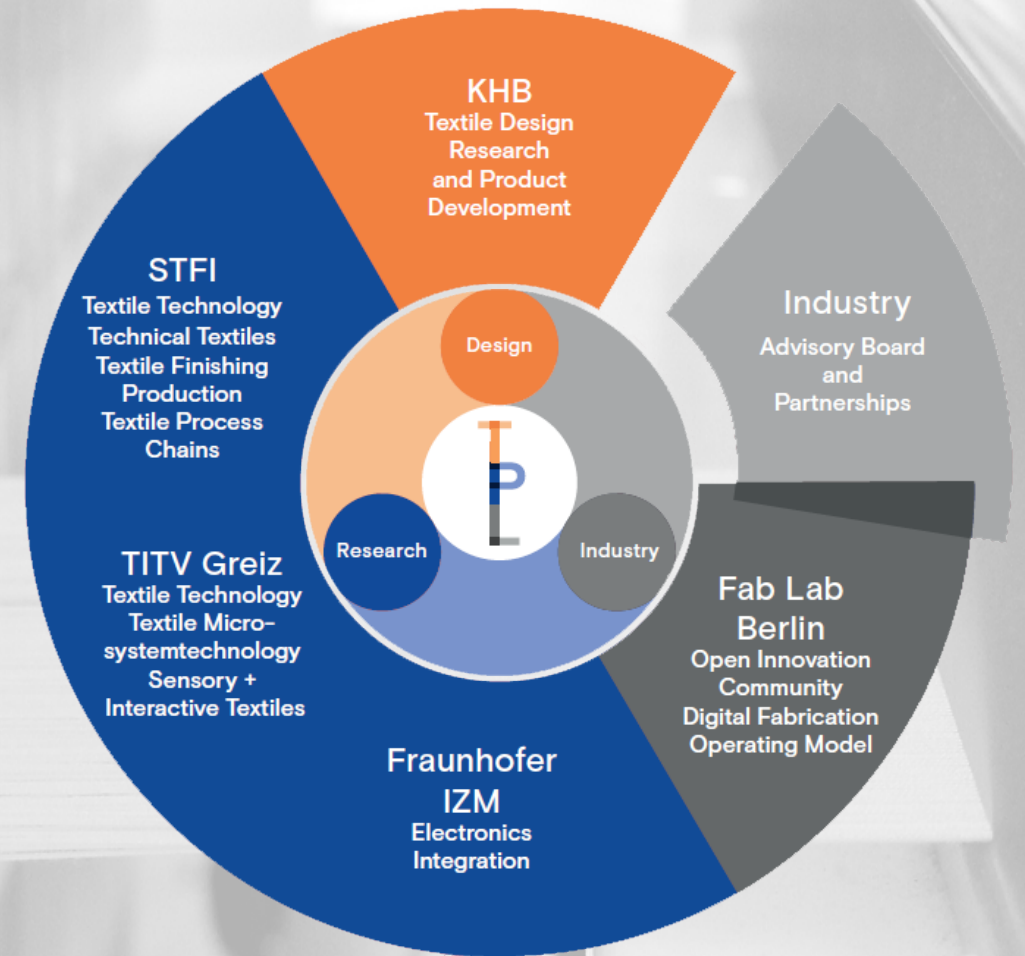 KHB
Textile Design
Research
and Product
Development
STFI
Textile Technology
Technical Textiles
Textile Finishing
Production
Textile Process
Chains
Industry
Advisory Board
and
Partnerships
Design
TPL
Research
Industry
TITV Greiz
Textile Technology
Textile Micro-
systemtechnology
Sensory +
Interactive Textiles
Fab Lab
Berlin
Open Innovation
Community
Digital Fabrication
Operating Model
Fraunhofer
IZM
Electronics
Integration